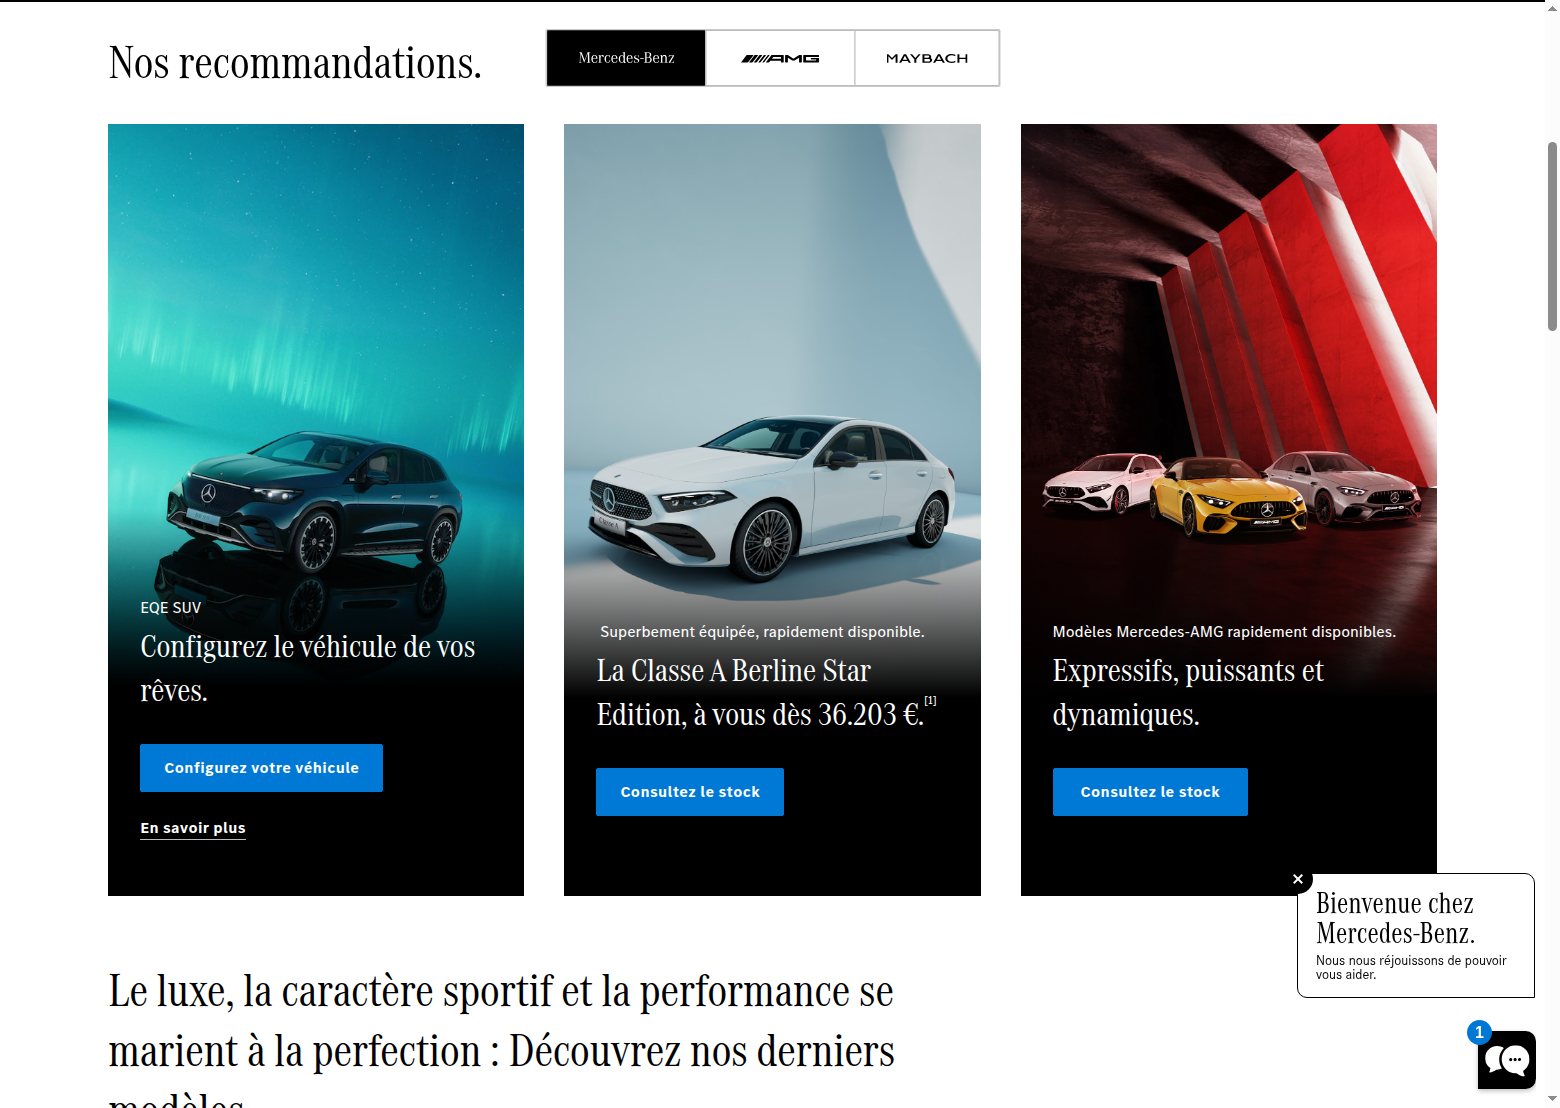 Nos recommandations.
Mercedes-Benz
AMG
MAYBACH
EQE SUV
Configurez le véhicule de vos
rêves.
Configurez votre véhicule
En savoir plus
Classe A
Superbement équipée, rapidement disponible.
La Classe A Berline Star
Edition, à vous dès 36.203 €.[1]
Consultez le stock
AMG
Modèles Mercedes-AMG rapidement disponibles.
Expressifs, puissants et
dynamiques.
Consultez le stock
Bienvenue chez
Mercedes-Benz.
Nous nous réjouissons de pouvoir
vous aider.
1
Le luxe, la caractère sportif et la performance se
marient à la perfection : Découvrez nos derniers
modèles